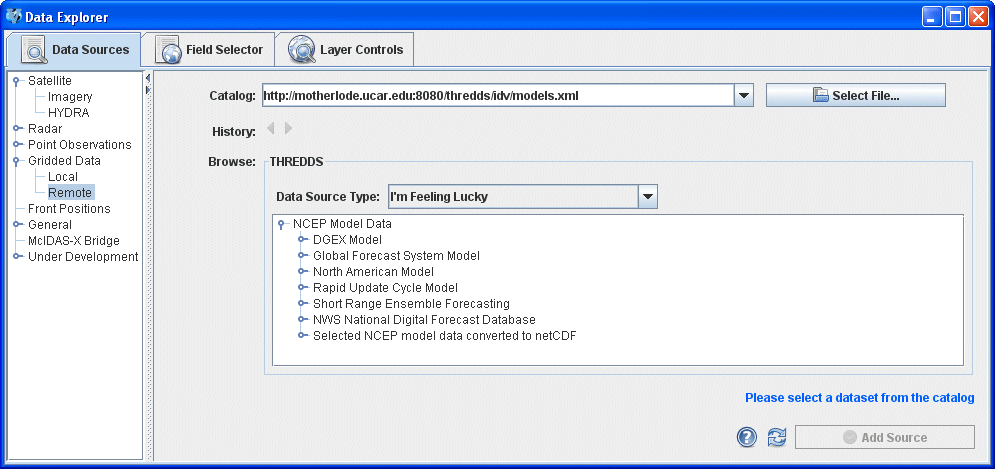 Data Explorer
Data Sources
Field Selector
Layer Controls
Satellite
Imagery
HYDRA
Radar
Point Observations
Gridded Data
Local
Remote
Front Positions
General
McIDAS-X Bridge
Under Development
Catalog:
http://motherlode.ucar.edu:8080/thredds/idv/models.xml
Select File...
History:
Browse:
THREDDS
Data Source Type:
I'm Feeling Lucky
NCEP Model Data
DGEX Model
Global Forecast System Model
North American Model
Rapid Update Cycle Model
Short Range Ensemble Forecasting
NWS National Digital Forecast Database
Selected NCEP model data converted to netCDF
Please select a dataset from the catalog
?
Add Source